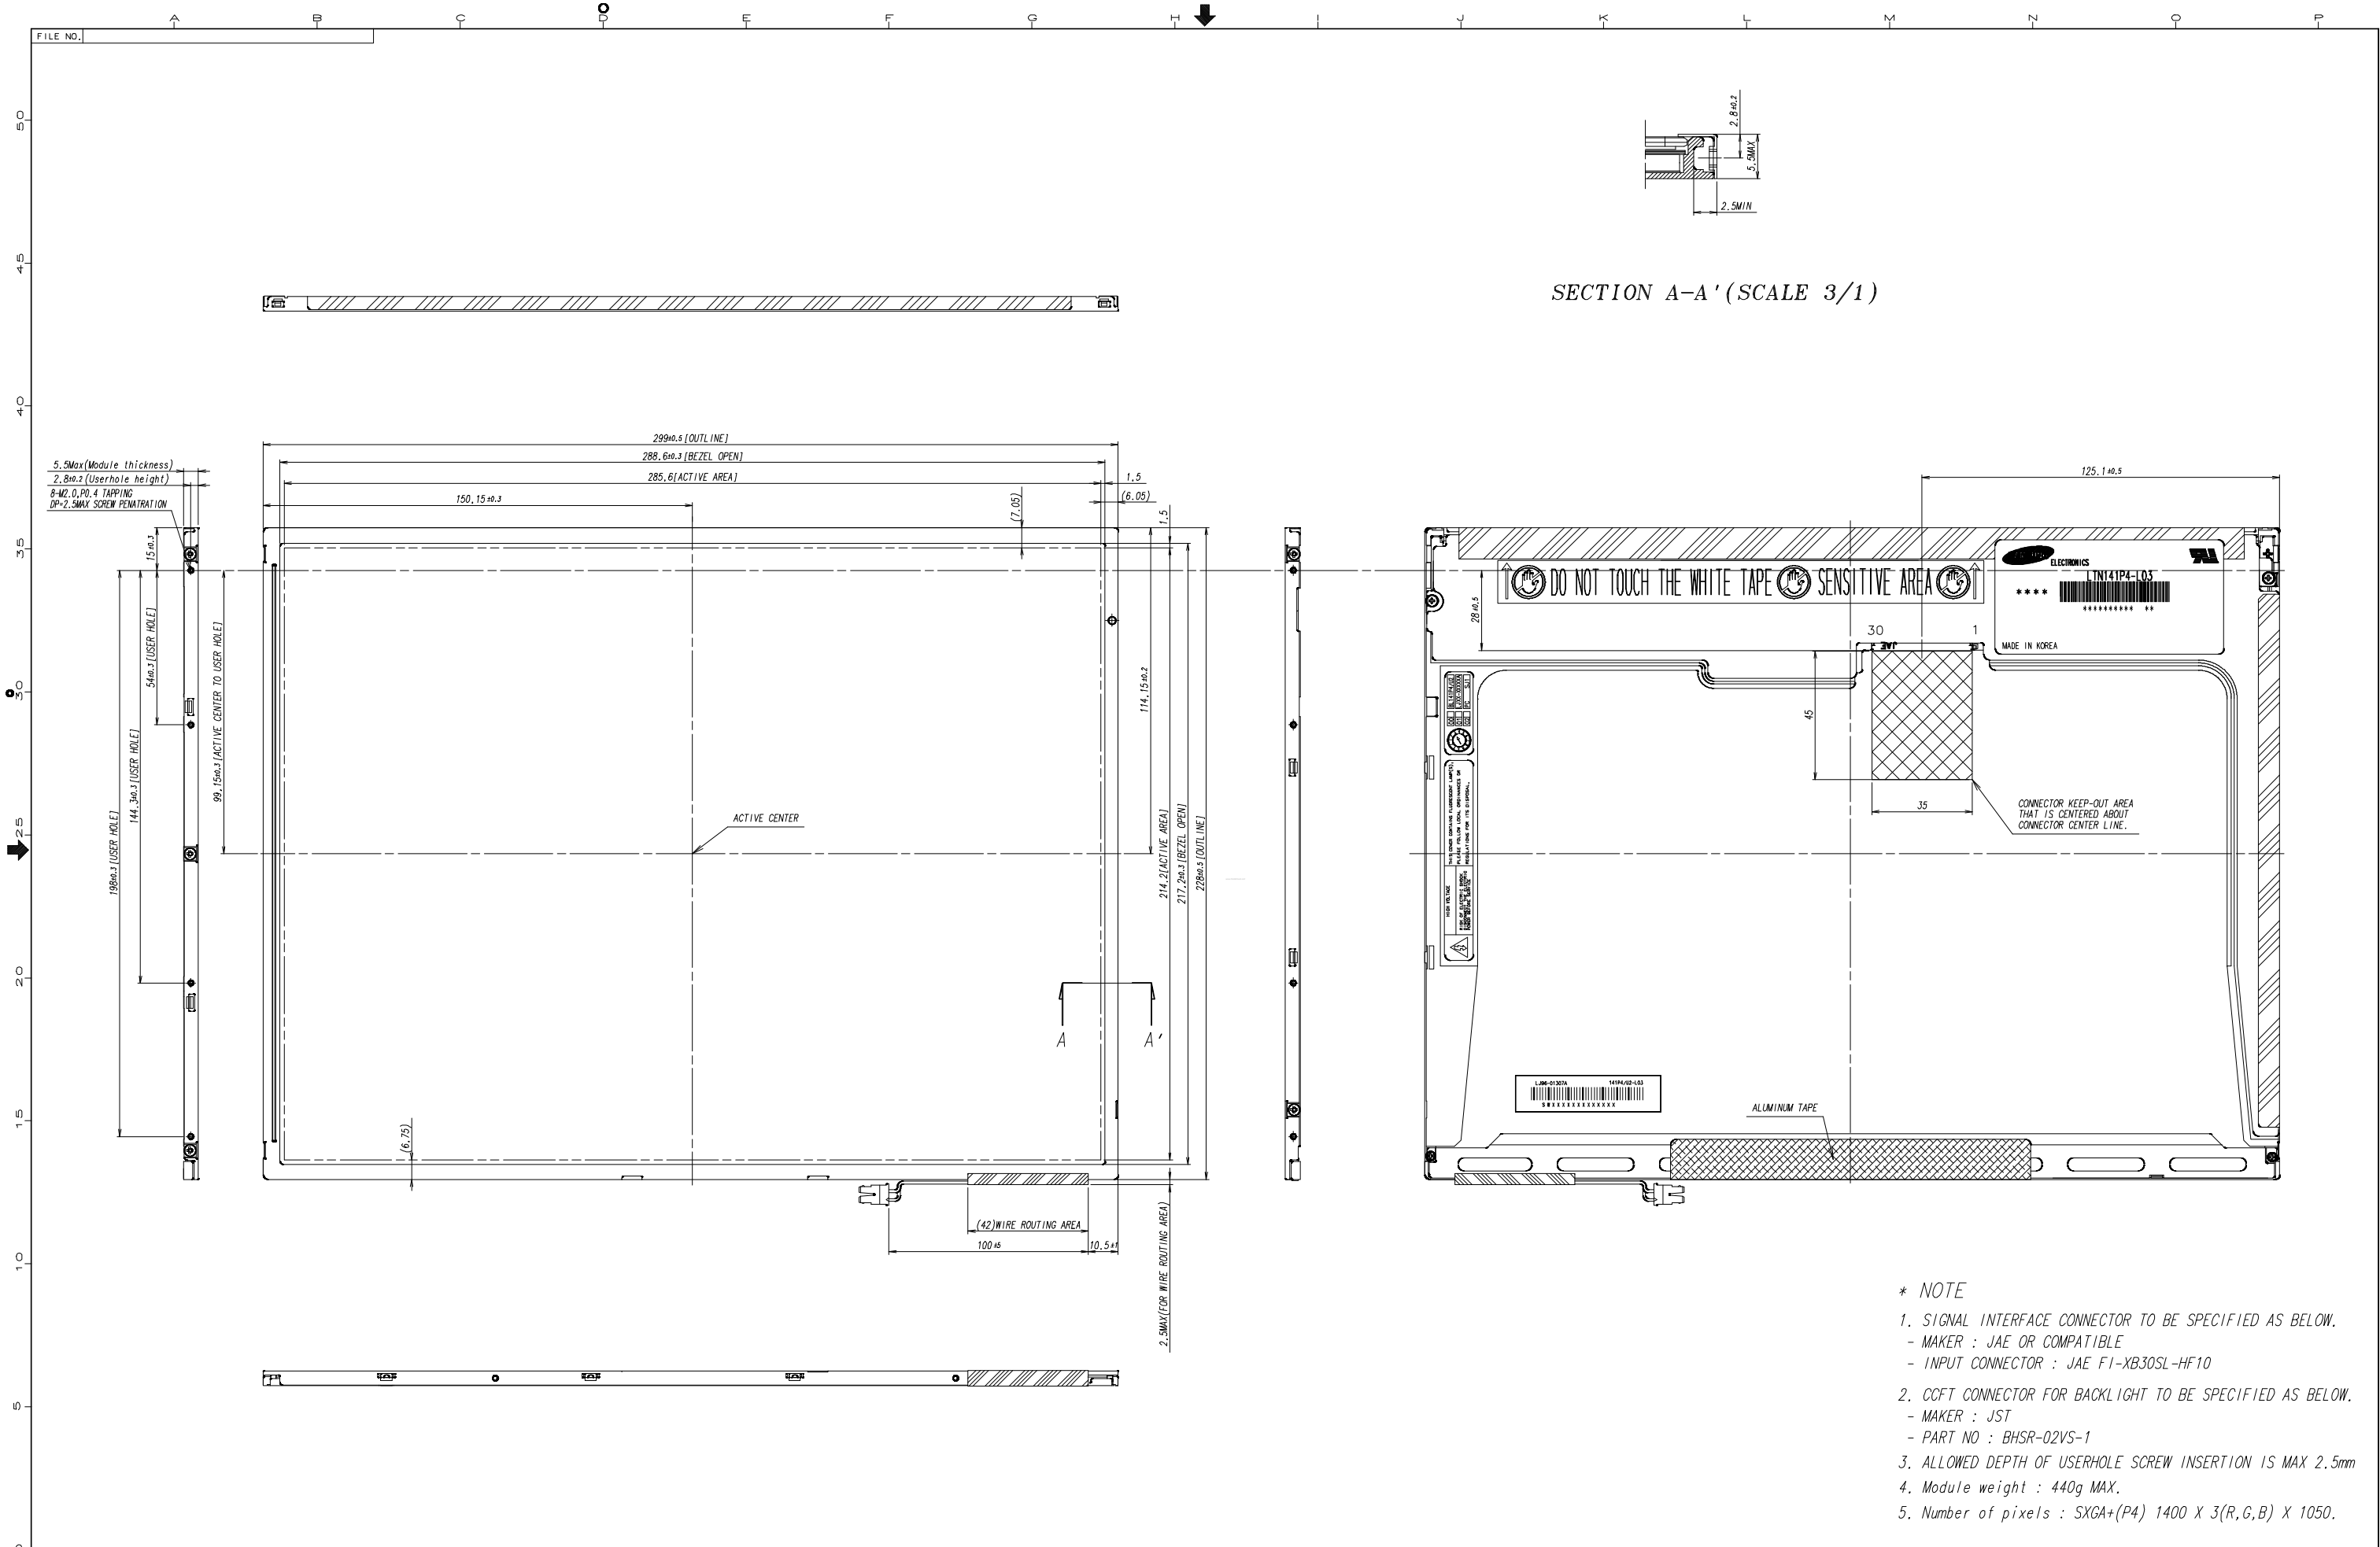 A B C D E F G H I J K L M N O P
FILE NO.
50
45
40
35
30
25
20
15
10
5
2.8±0.2
5.5MAX
2.5MIN
SECTION A-A'(SCALE 3/1)
299±0.5[OUTLINE]
288.6±0.3[BEZEL OPEN]
285.6[ACTIVE AREA]
150.15±0.3
1.5
(6.05)
(7.05)
1.5
5.5Max(Module thickness)
2.8±0.2(Userhole height)
8-M2.0,P0.4 TAPPING
DP=2.5MAX SCREW PENATRATION
15±0.3
54±0.3[USER HOLE]
99.15±0.3[ACTIVE CENTER TO USER HOLE]
144.3±0.3[USER HOLE]
198±0.3[USER HOLE]
114.15±0.2
ACTIVE CENTER
214.2[ACTIVE AREA]
217.2±0.3[BEZEL OPEN]
228±0.5[OUTLINE]
A
A'
(6.75)
(42)WIRE ROUTING AREA
100±5
10.5±1
2.5MAX(FOR WIRE ROUTING AREA)
125.1±0.5
DO NOT TOUCH THE WHITE TAPE SENSITIVE AREA
ELECTRONICS
LTN141P4-L03
****
********** **
MADE IN KOREA
28±0.5
30
1
JAE
45
35
CONNECTOR KEEP-OUT AREA
THAT IS CENTERED ABOUT
CONNECTOR CENTER LINE.
HIGH VOLTAGE
LJ96-01307A
141P4/G2-L03
SWXXXXXXXXXXXXX
ALUMINUM TAPE
* NOTE
1. SIGNAL INTERFACE CONNECTOR TO BE SPECIFIED AS BELOW.
- MAKER : JAE OR COMPATIBLE
- INPUT CONNECTOR : JAE FI-XB30SL-HF10
2. CCFT CONNECTOR FOR BACKLIGHT TO BE SPECIFIED AS BELOW.
- MAKER : JST
- PART NO : BHSR-02VS-1
3. ALLOWED DEPTH OF USERHOLE SCREW INSERTION IS MAX 2.5mm
4. Module weight : 440g MAX.
5. Number of pixels : SXGA+(P4) 1400 X 3(R,G,B) X 1050.